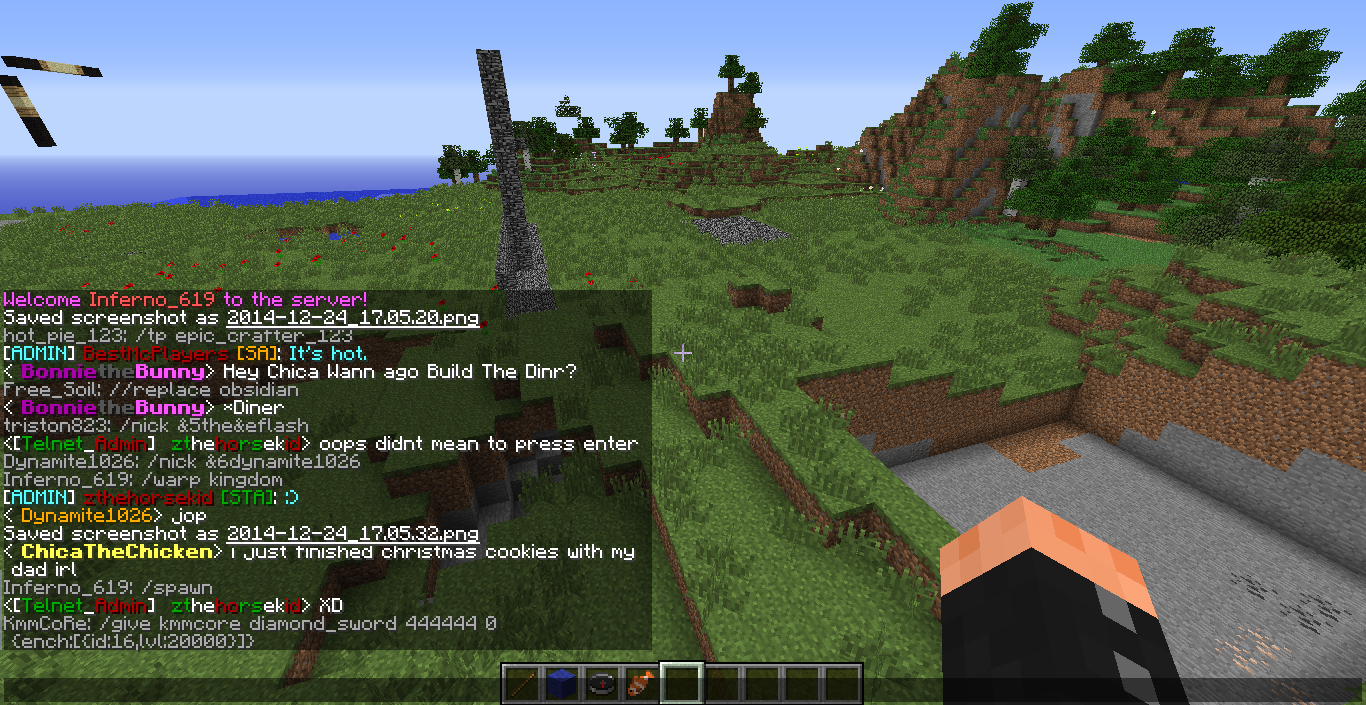 Welcome Inferno_619 to the server!
Saved screenshot as 2014-12-24_17.05.20.png
hot_pie_123: /tp epic_crafter_123
[ADMIN] BestMcPlayers [SA]: It's hot.
< BonnietheBunny> Hey Chica Wann ago Build The Dinr?
Free_Soil: //replace obsidian
< BonnietheBunny> *Diner
triston823: /nick &5the&eflash
<[Telnet_Admin] zthehorsekid> oops didnt mean to press enter
Dynamite1026: /nick &6dynamite1026
Inferno_619: /warp kingdom
[ADMIN] zthehorsekid [STA]: :)
< Dynamite1026> jop
Saved screenshot as 2014-12-24_17.05.32.png
< ChicaTheChicken> i just finished christmas cookies with my
dad irl
Inferno_619: /spawn
<[Telnet_Admin] zthehorsekid> XD
KmmCoRe: /give kmmcore diamond_sword 444444 0
{ench:[{id:16,lvl:20000}]}